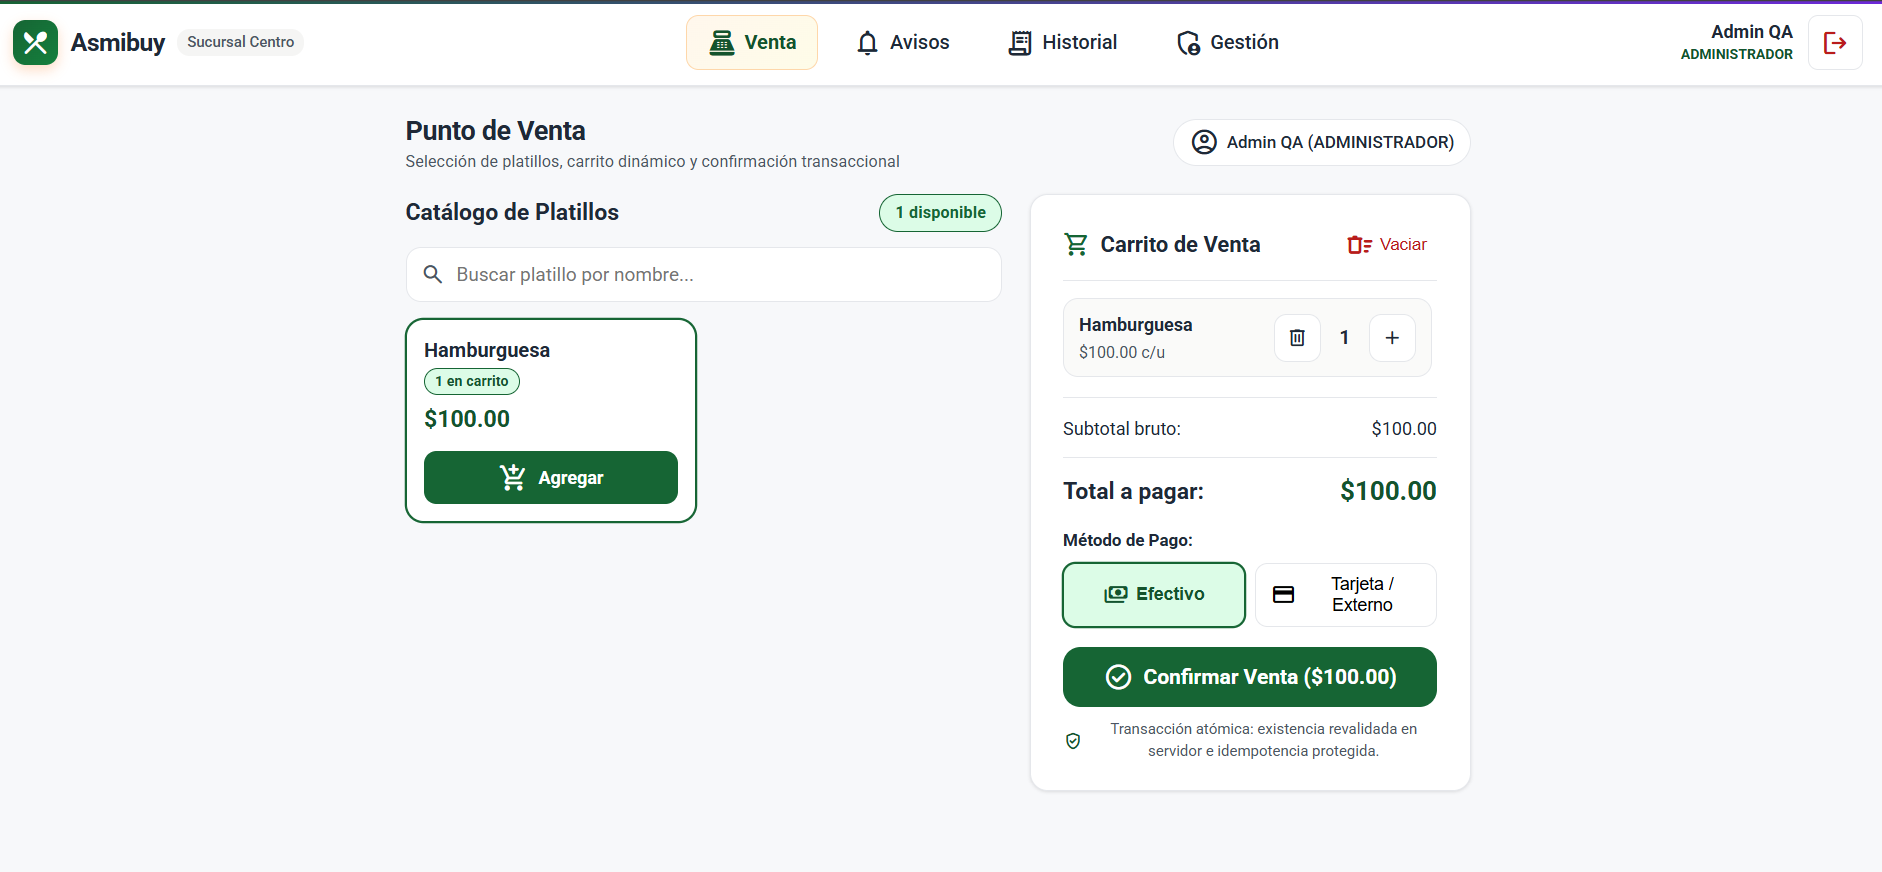 Asmibuy
Sucursal Centro
Venta
Avisos
Historial
Gestión
Admin QA
ADMINISTRADOR
Punto de Venta
Selección de platillos, carrito dinámico y confirmación transaccional
Admin QA (ADMINISTRADOR)
Catálogo de Platillos
1 disponible
Buscar platillo por nombre...
Hamburguesa
1 en carrito
$100.00
Agregar
Carrito de Venta
Vaciar
Hamburguesa
$100.00 c/u
1
+
Subtotal bruto:
$100.00
Total a pagar:
$100.00
Método de Pago:
Efectivo
Tarjeta /
Externo
Confirmar Venta ($100.00)
Transacción atómica: existencia revalidada en
servidor e idempotencia protegida.